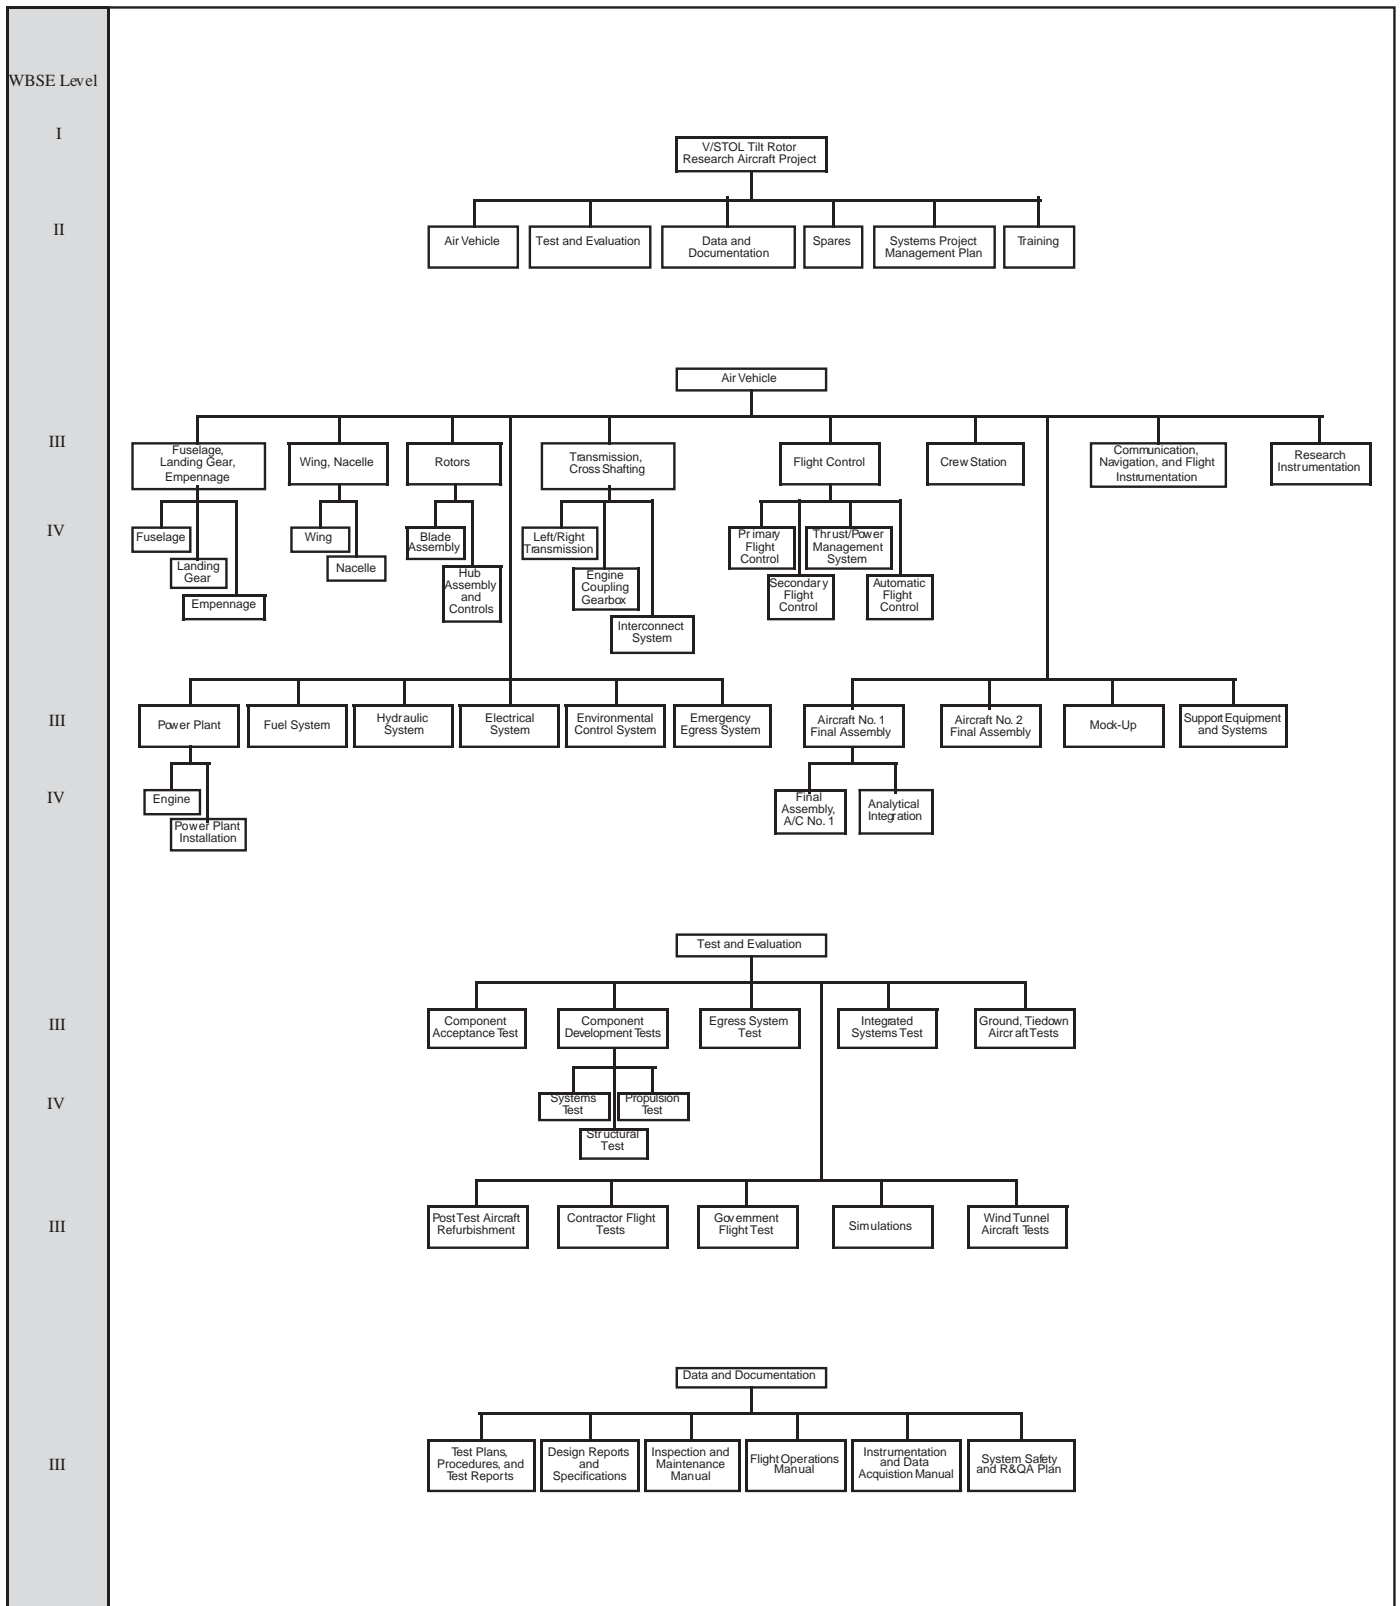 WBSE Level
I
V/STOL Tilt Rotor
Research Aircraft Project
II
Air Vehicle
Test and Evaluation
Data and
Documentation
Spares
Systems Project
Management Plan
Training
Air Vehicle
III
Fuselage,
Landing Gear,
Empennage
Wing, Nacelle
Rotors
Transmission,
Cross Shafting
Flight Control
Crew Station
Communication,
Navigation, and Flight
Instrumentation
Research
Instrumentation
IV
Fuselage
Landing
Gear
Empennage
Wing
Nacelle
Blade
Assembly
Hub
Assembly
and
Controls
Left/Right
Transmission
Engine
Coupling
Gearbox
Interconnect
System
Primary
Flight
Control
Secondary
Flight
Control
Thrust/Power
Management
System
Automatic
Flight
Control
III
Power Plant
Fuel System
Hydraulic
System
Electrical
System
Environmental
Control System
Emergency
Egress System
Aircraft No. 1
Final Assembly
Aircraft No. 2
Final Assembly
Mock-Up
Support Equipment
and Systems
IV
Engine
Power Plant
Installation
Final
Assembly,
A/C No. 1
Analytical
Integration
Test and Evaluation
III
Component
Acceptance Test
Component
Development Tests
Egress System
Test
Integrated
Systems Test
Ground, Tiedown
Aircraft Tests
IV
Systems
Test
Propulsion
Test
Structural
Test
III
Post Test Aircraft
Refurbishment
Contractor Flight
Tests
Government
Flight Test
Simulations
Wind Tunnel
Aircraft Tests
Data and Documentation
III
Test Plans,
Procedures, and
Test Reports
Design Reports
and
Specifications
Inspection and
Maintenance
Manual
Flight Operations
Manual
Instrumentation
and Data
Acquistion Manual
System Safety
and R&QA Plan